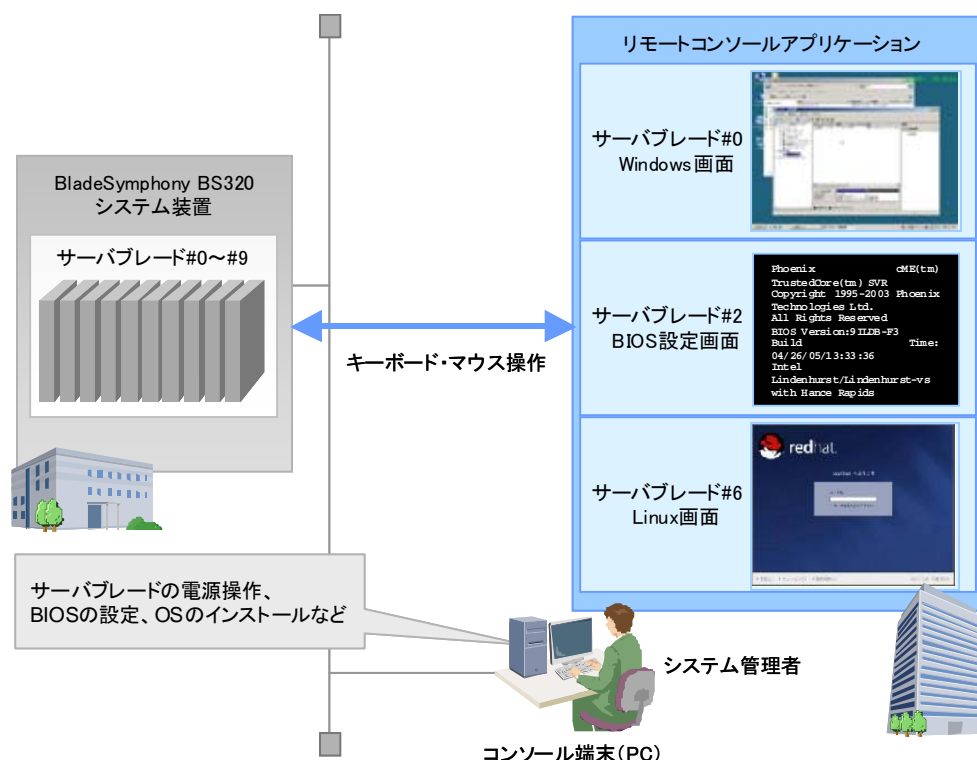 リモートコンソールアプリケーション
サーバブレード#0
Windows画面
BladeSymphony BS320
システム装置
サーバブレード#0～#9
サーバブレード#2
BIOS設定画面
Phoenix cME(tm)
TrustedCore(tm) SVR
Copyright 1995-2003 Phoenix
Technologies Ltd.
All Rights Reserved
BIOS Version:9ILDB-F3
Build Time:
04/26/05/13:33:36
Intel
Lindenhurst/Lindenhurst-vs
with Hance Rapids
キーボード・マウス操作
サーバブレード#6
Linux画面
redhat.
サーバブレードの電源操作、
BIOSの設定、OSのインストールなど
システム管理者
コンソール端末(PC)